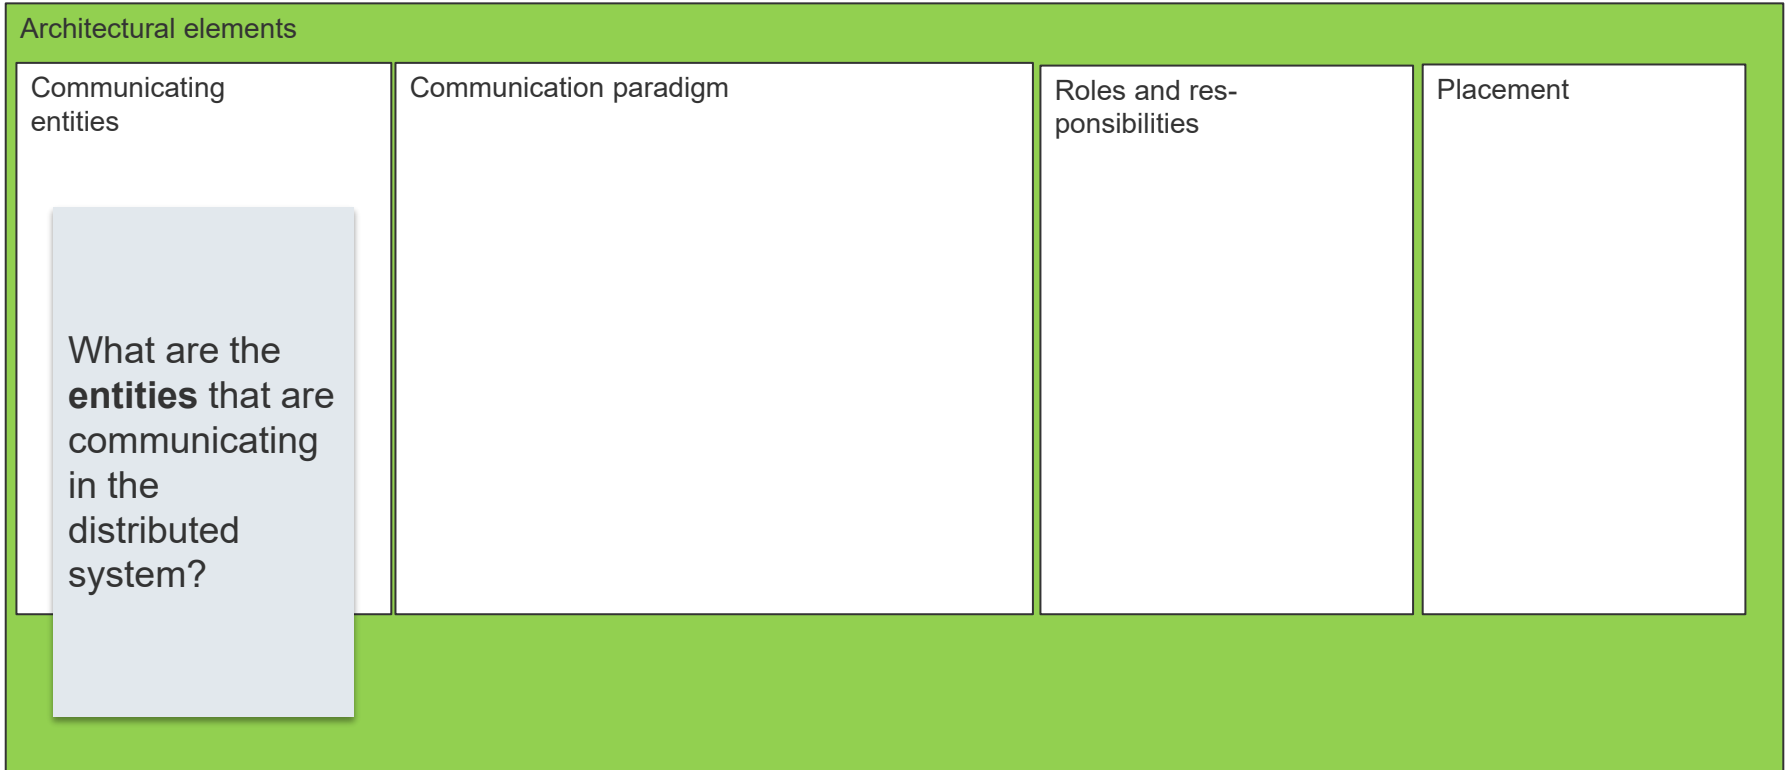 Architectural elements
Communicating
entities
Communication paradigm
Roles and res-
ponsibilities
Placement
What are the
entities that are
communicating
in the
distributed
system?